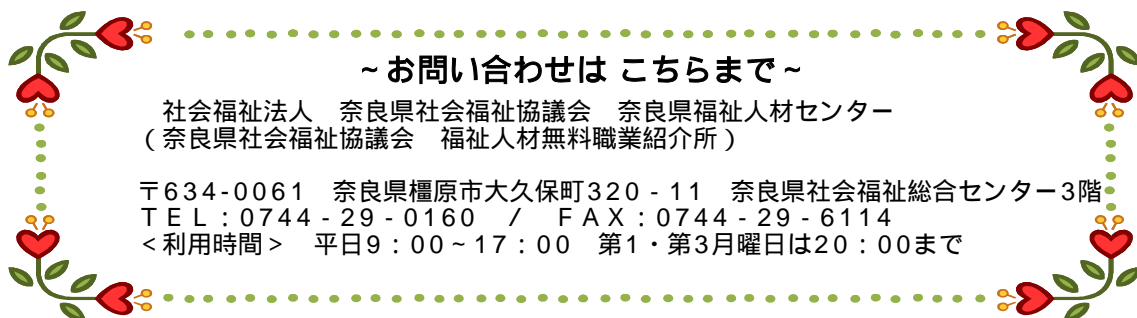 ~お問い合わせは こちらまで~
社会福祉法人　奈良県社会福祉協議会　奈良県福祉人材センター
（奈良県社会福祉協議会　福祉人材無料職業紹介所）
〒634-0061　奈良県橿原市大久保町320‐11　奈良県社会福祉総合センター3階
ＴＥＬ：0744‐29‐0160　/　ＦＡＸ：0744‐29‐6114
<利用時間>　平日9：00~17：00　第1・第3月曜日は20：00まで